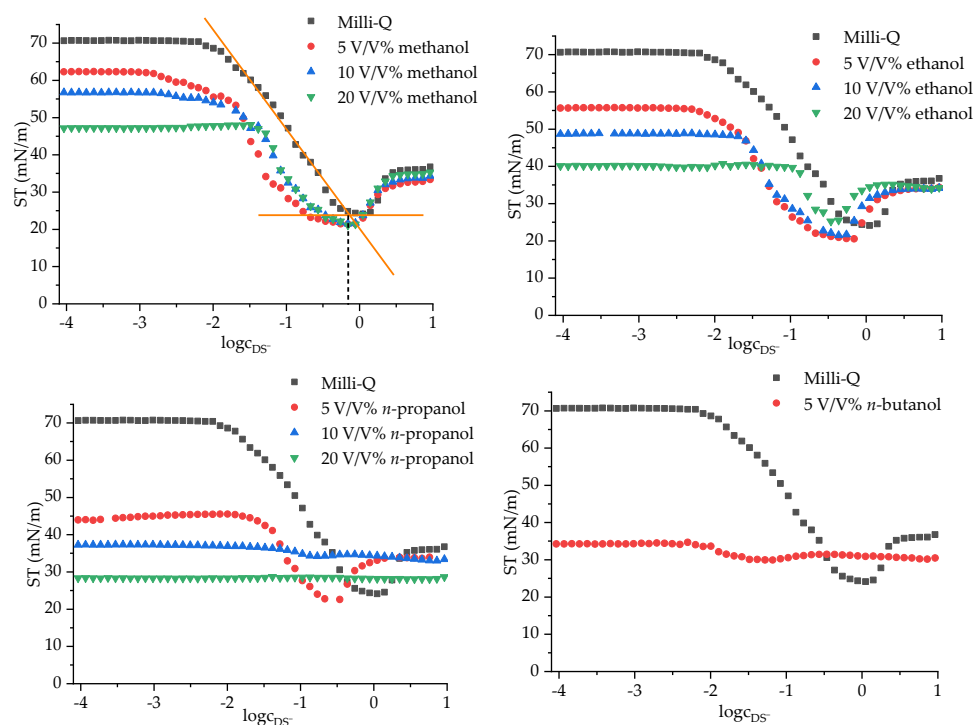 Milli-Q
5 V/V% methanol
10 V/V% methanol
20 V/V% methanol
70
60
50
40
30
20
10
0
ST (mN/m)
-4
-3
-2
-1
0
1
logc_DS⁻
Milli-Q
5 V/V% ethanol
10 V/V% ethanol
20 V/V% ethanol
70
60
50
40
30
20
10
0
ST (mN/m)
-4
-3
-2
-1
0
1
logc_DS⁻
Milli-Q
5 V/V% n-propanol
10 V/V% n-propanol
20 V/V% n-propanol
70
60
50
40
30
20
10
0
ST (mN/m)
-4
-3
-2
-1
0
1
logc_DS⁻
Milli-Q
5 V/V% n-butanol
70
60
50
40
30
20
10
0
ST (mN/m)
-4
-3
-2
-1
0
1
logc_DS⁻